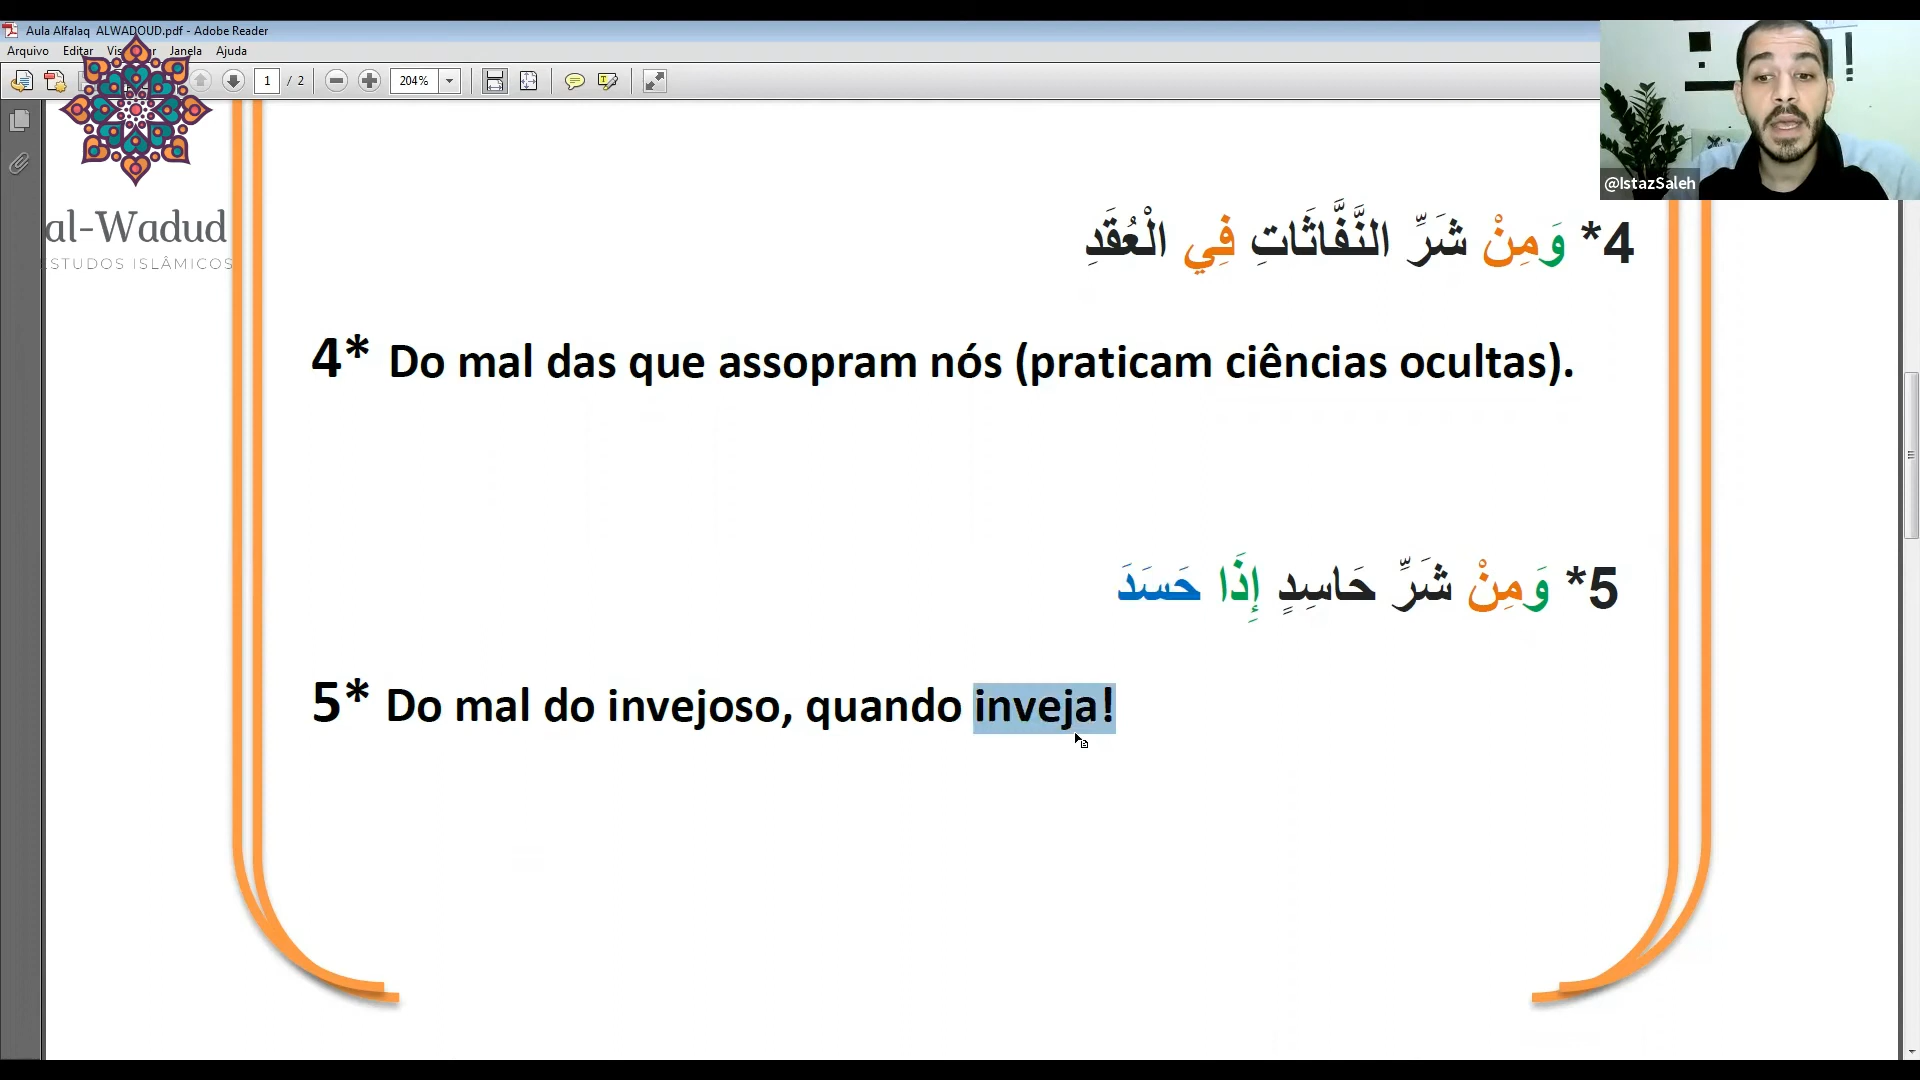 Aula Alfalaq ALWADOUD.pdf - Adobe Reader
Arquivo Editar Janela Ajuda
1 / 2 204%
@IstazSaleh
al-Wadud
ESTUDOS ISLÂMICOS
4* وَمِنْ شَرِّ النَّفَّاثَاتِ فِي الْعُقَدِ
4* Do mal das que assopram nós (praticam ciências ocultas).
5* وَمِنْ شَرِّ حَاسِدٍ إِذَا حَسَدَ
5* Do mal do invejoso, quando inveja!